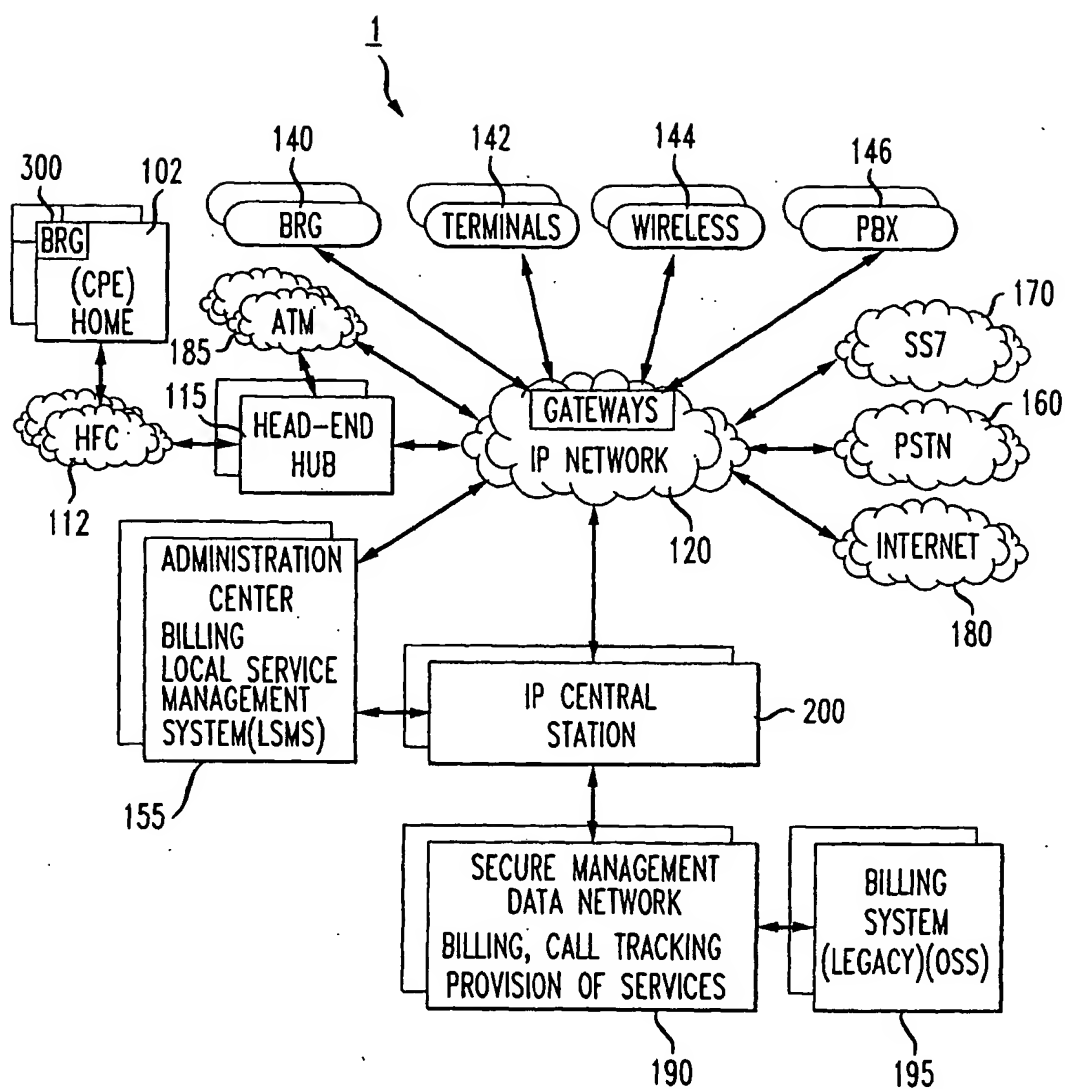 1
140
142
144
146
300
102
BRG
TERMINALS
WIRELESS
PBX
BRG
(CPE)
HOME
ATM
185
170
SS7
115
HEAD-END
HUB
GATEWAYS
IP NETWORK
160
PSTN
HFC
112
120
INTERNET
180
ADMINISTRATION
CENTER
BILLING
LOCAL SERVICE
MANAGEMENT
SYSTEM(LSMS)
155
IP CENTRAL
STATION
200
SECURE MANAGEMENT
DATA NETWORK
BILLING, CALL TRACKING
PROVISION OF SERVICES
190
BILLING
SYSTEM
(LEGACY)(OSS)
195